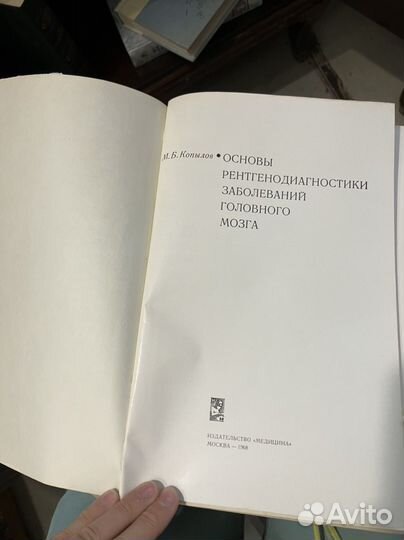 М. Б. Копылов • ОСНОВЫ
РЕНТГЕНОДИАГНОСТИКИ
ЗАБОЛЕВАНИЙ
ГОЛОВНОГО
МОЗГА
ИЗДАТЕЛЬСТВО «МЕДИЦИНА»
МОСКВА — 1968
Avito